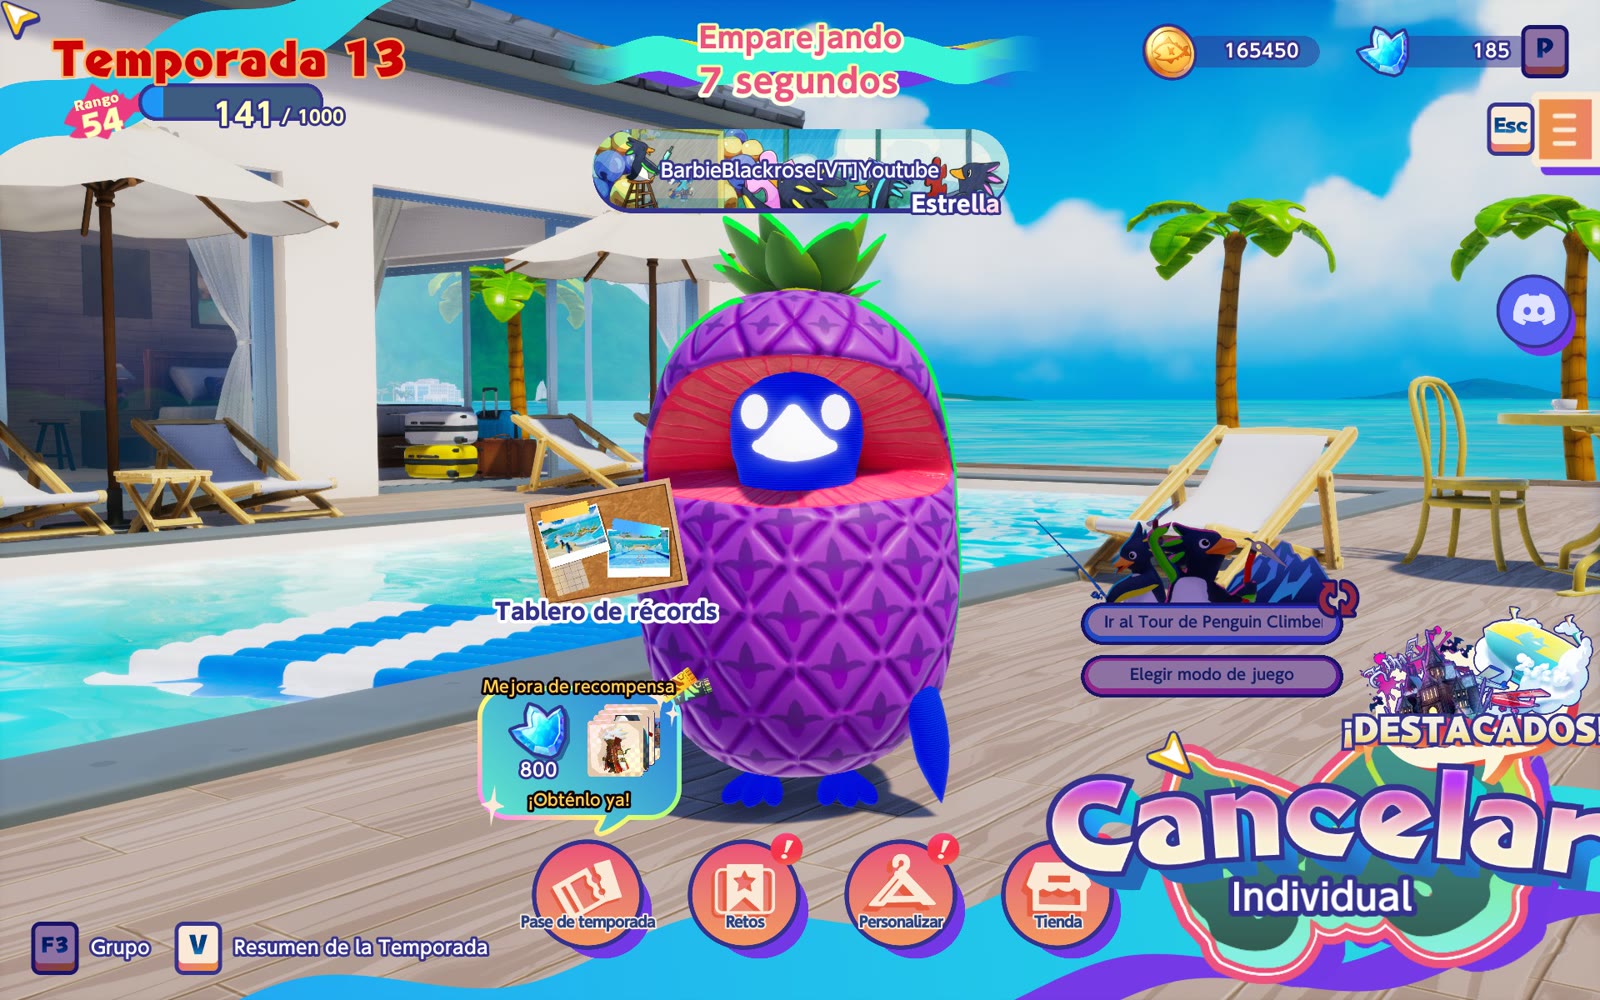 Temporada 13
Rango
54
141 / 1000
Emparejando
7 segundos
165450
185
P
Esc
BarbieBlackrose[VT]Youtube
Estrella
Tablero de récords
Mejora de recompensa
800
¡Obténlo ya!
Ir al Tour de Penguin Climbe
Elegir modo de juego
¡DESTACADOS!
Cancelar
Individual
Pase de temporada
Retos
Personalizar
Tienda
F3 Grupo
V Resumen de la Temporada